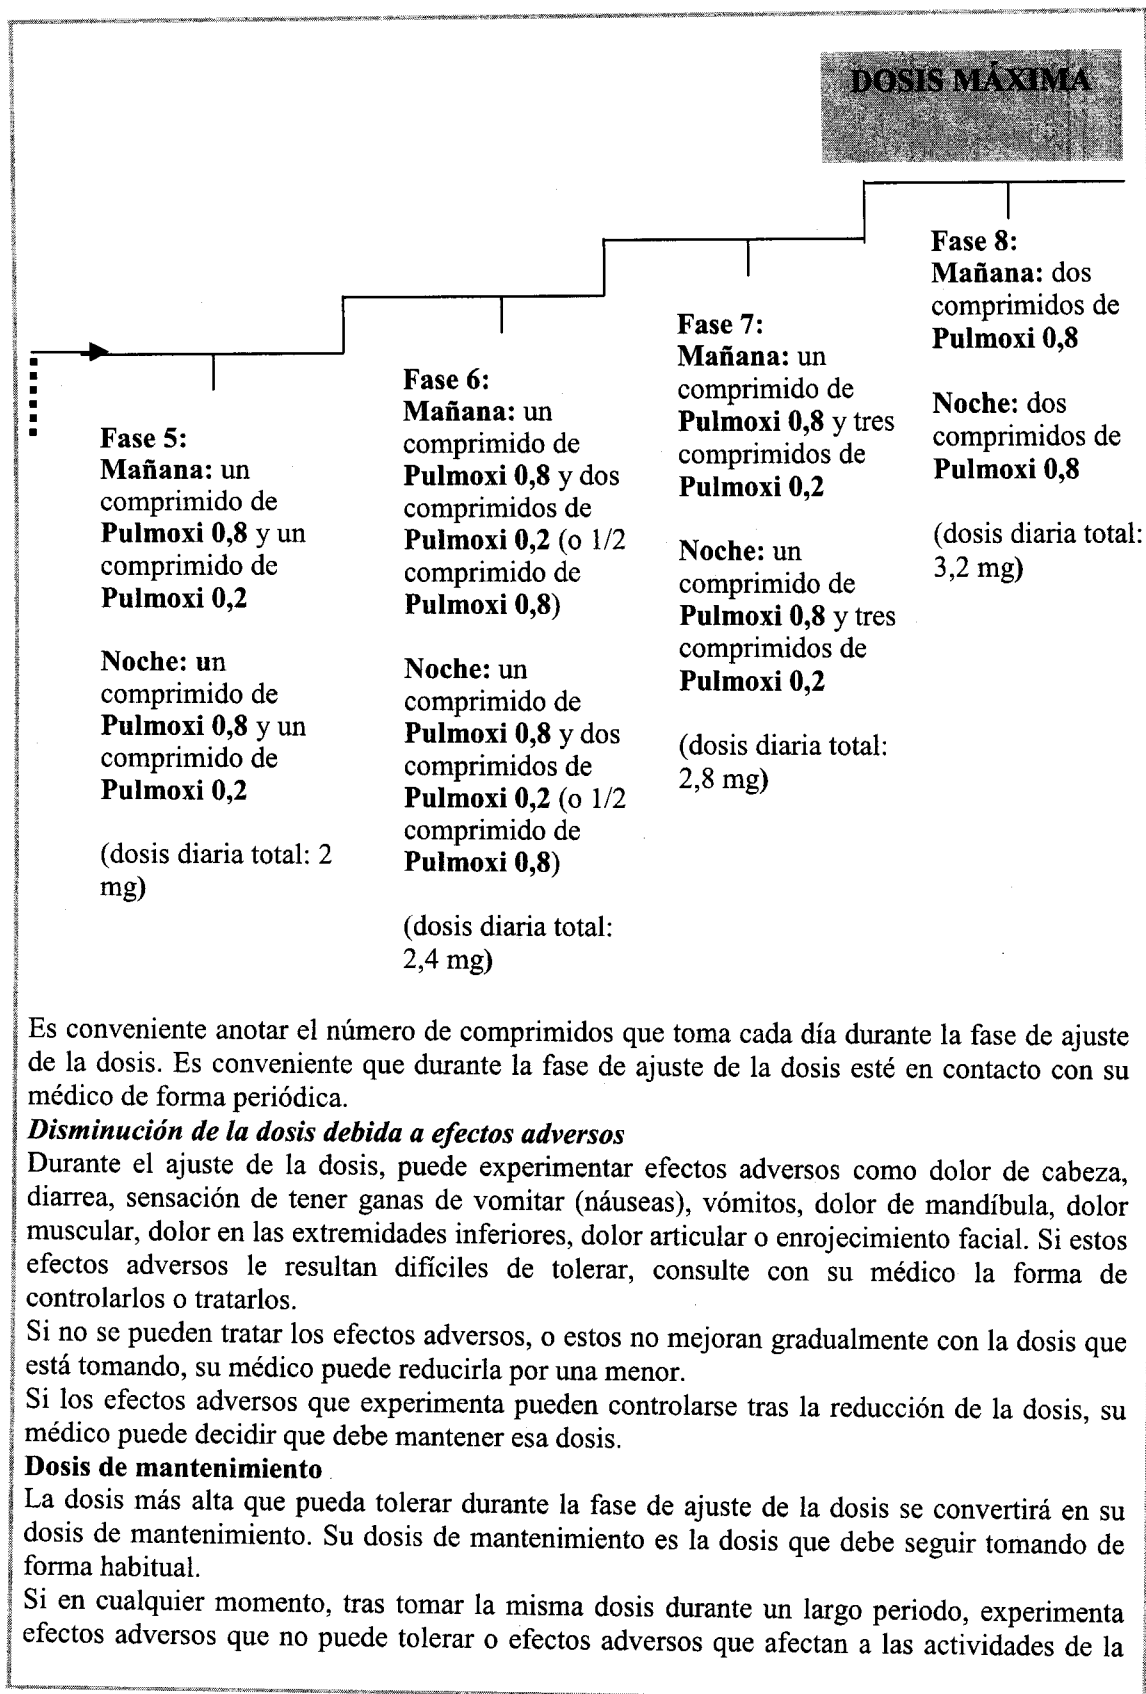 DOSIS MÁXIMA
Fase 5:
Mañana: un
comprimido de
Pulmoxi 0,8 y un
comprimido de
Pulmoxi 0,2
Noche: un
comprimido de
Pulmoxi 0,8 y un
comprimido de
Pulmoxi 0,2
(dosis diaria total: 2
mg)
Fase 6:
Mañana: un
comprimido de
Pulmoxi 0,8 y dos
comprimidos de
Pulmoxi 0,2 (o 1/2
comprimido de
Pulmoxi 0,8)
Noche: un
comprimido de
Pulmoxi 0,8 y dos
comprimidos de
Pulmoxi 0,2 (o 1/2
comprimido de
Pulmoxi 0,8)
(dosis diaria total:
2,4 mg)
Fase 7:
Mañana: un
comprimido de
Pulmoxi 0,8 y tres
comprimidos de
Pulmoxi 0,2
Noche: un
comprimido de
Pulmoxi 0,8 y tres
comprimidos de
Pulmoxi 0,2
(dosis diaria total:
2,8 mg)
Fase 8:
Mañana: dos
comprimidos de
Pulmoxi 0,8
Noche: dos
comprimidos de
Pulmoxi 0,8
(dosis diaria total:
3,2 mg)
Es conveniente anotar el número de comprimidos que toma cada día durante la fase de ajuste
de la dosis. Es conveniente que durante la fase de ajuste de la dosis esté en contacto con su
médico de forma periódica.
Disminución de la dosis debida a efectos adversos
Durante el ajuste de la dosis, puede experimentar efectos adversos como dolor de cabeza,
diarrea, sensación de tener ganas de vomitar (náuseas), vómitos, dolor de mandíbula, dolor
muscular, dolor en las extremidades inferiores, dolor articular o enrojecimiento facial. Si estos
efectos adversos le resultan difíciles de tolerar, consulte con su médico la forma de
controlarlos o tratarlos.
Si no se pueden tratar los efectos adversos, o estos no mejoran gradualmente con la dosis que
está tomando, su médico puede reducirla por una menor.
Si los efectos adversos que experimenta pueden controlarse tras la reducción de la dosis, su
médico puede decidir que debe mantener esa dosis.
Dosis de mantenimiento
La dosis más alta que pueda tolerar durante la fase de ajuste de la dosis se convertirá en su
dosis de mantenimiento. Su dosis de mantenimiento es la dosis que debe seguir tomando de
forma habitual.
Si en cualquier momento, tras tomar la misma dosis durante un largo periodo, experimenta
efectos adversos que no puede tolerar o efectos adversos que afectan a las actividades de la